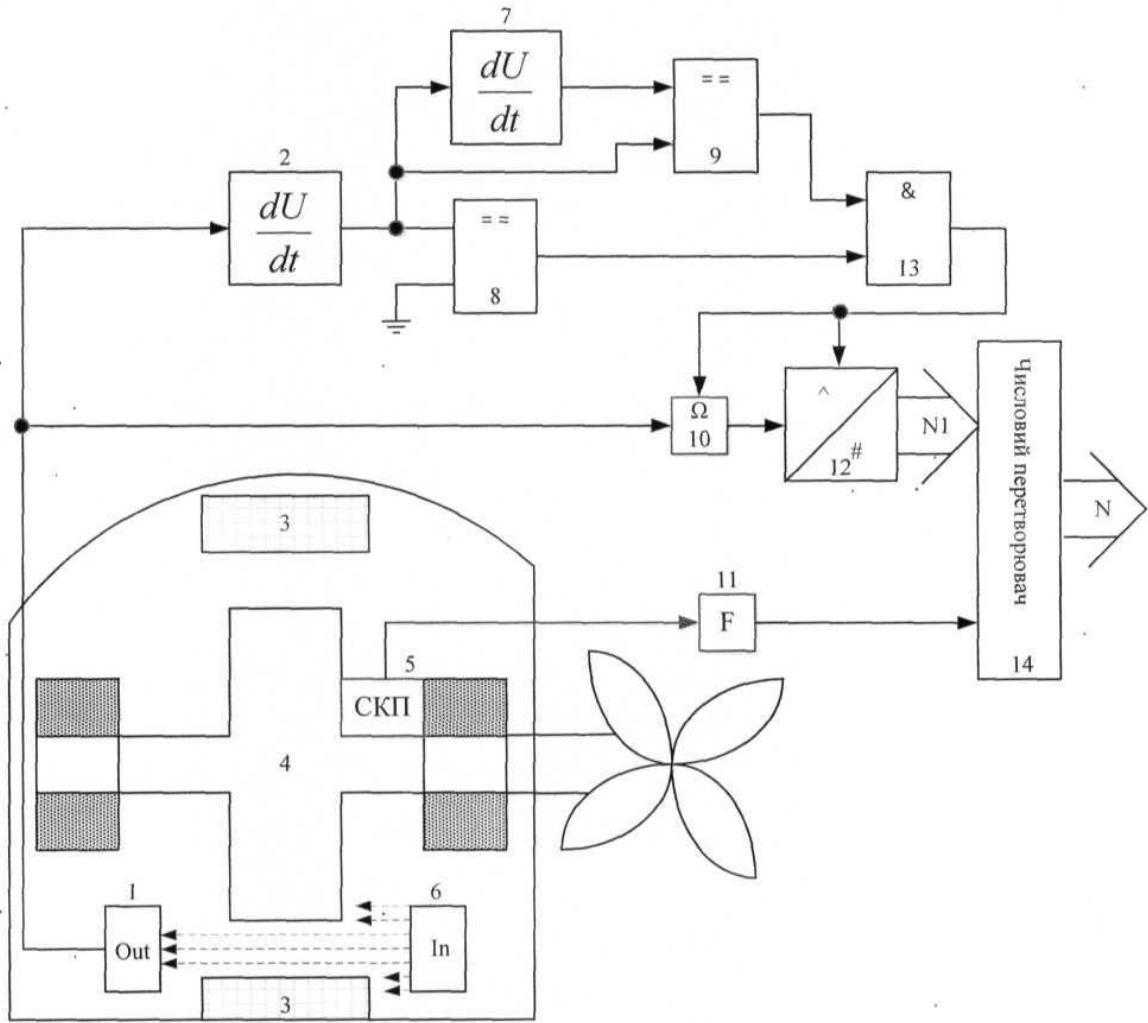 7
dU
dt
= =
9
2
dU
dt
= =
8
&
13
Ω
10
^
12 #
N1
Числовий перетворювач
14
N
3
11
F
5
СКП
4
1
Out
6
In
3